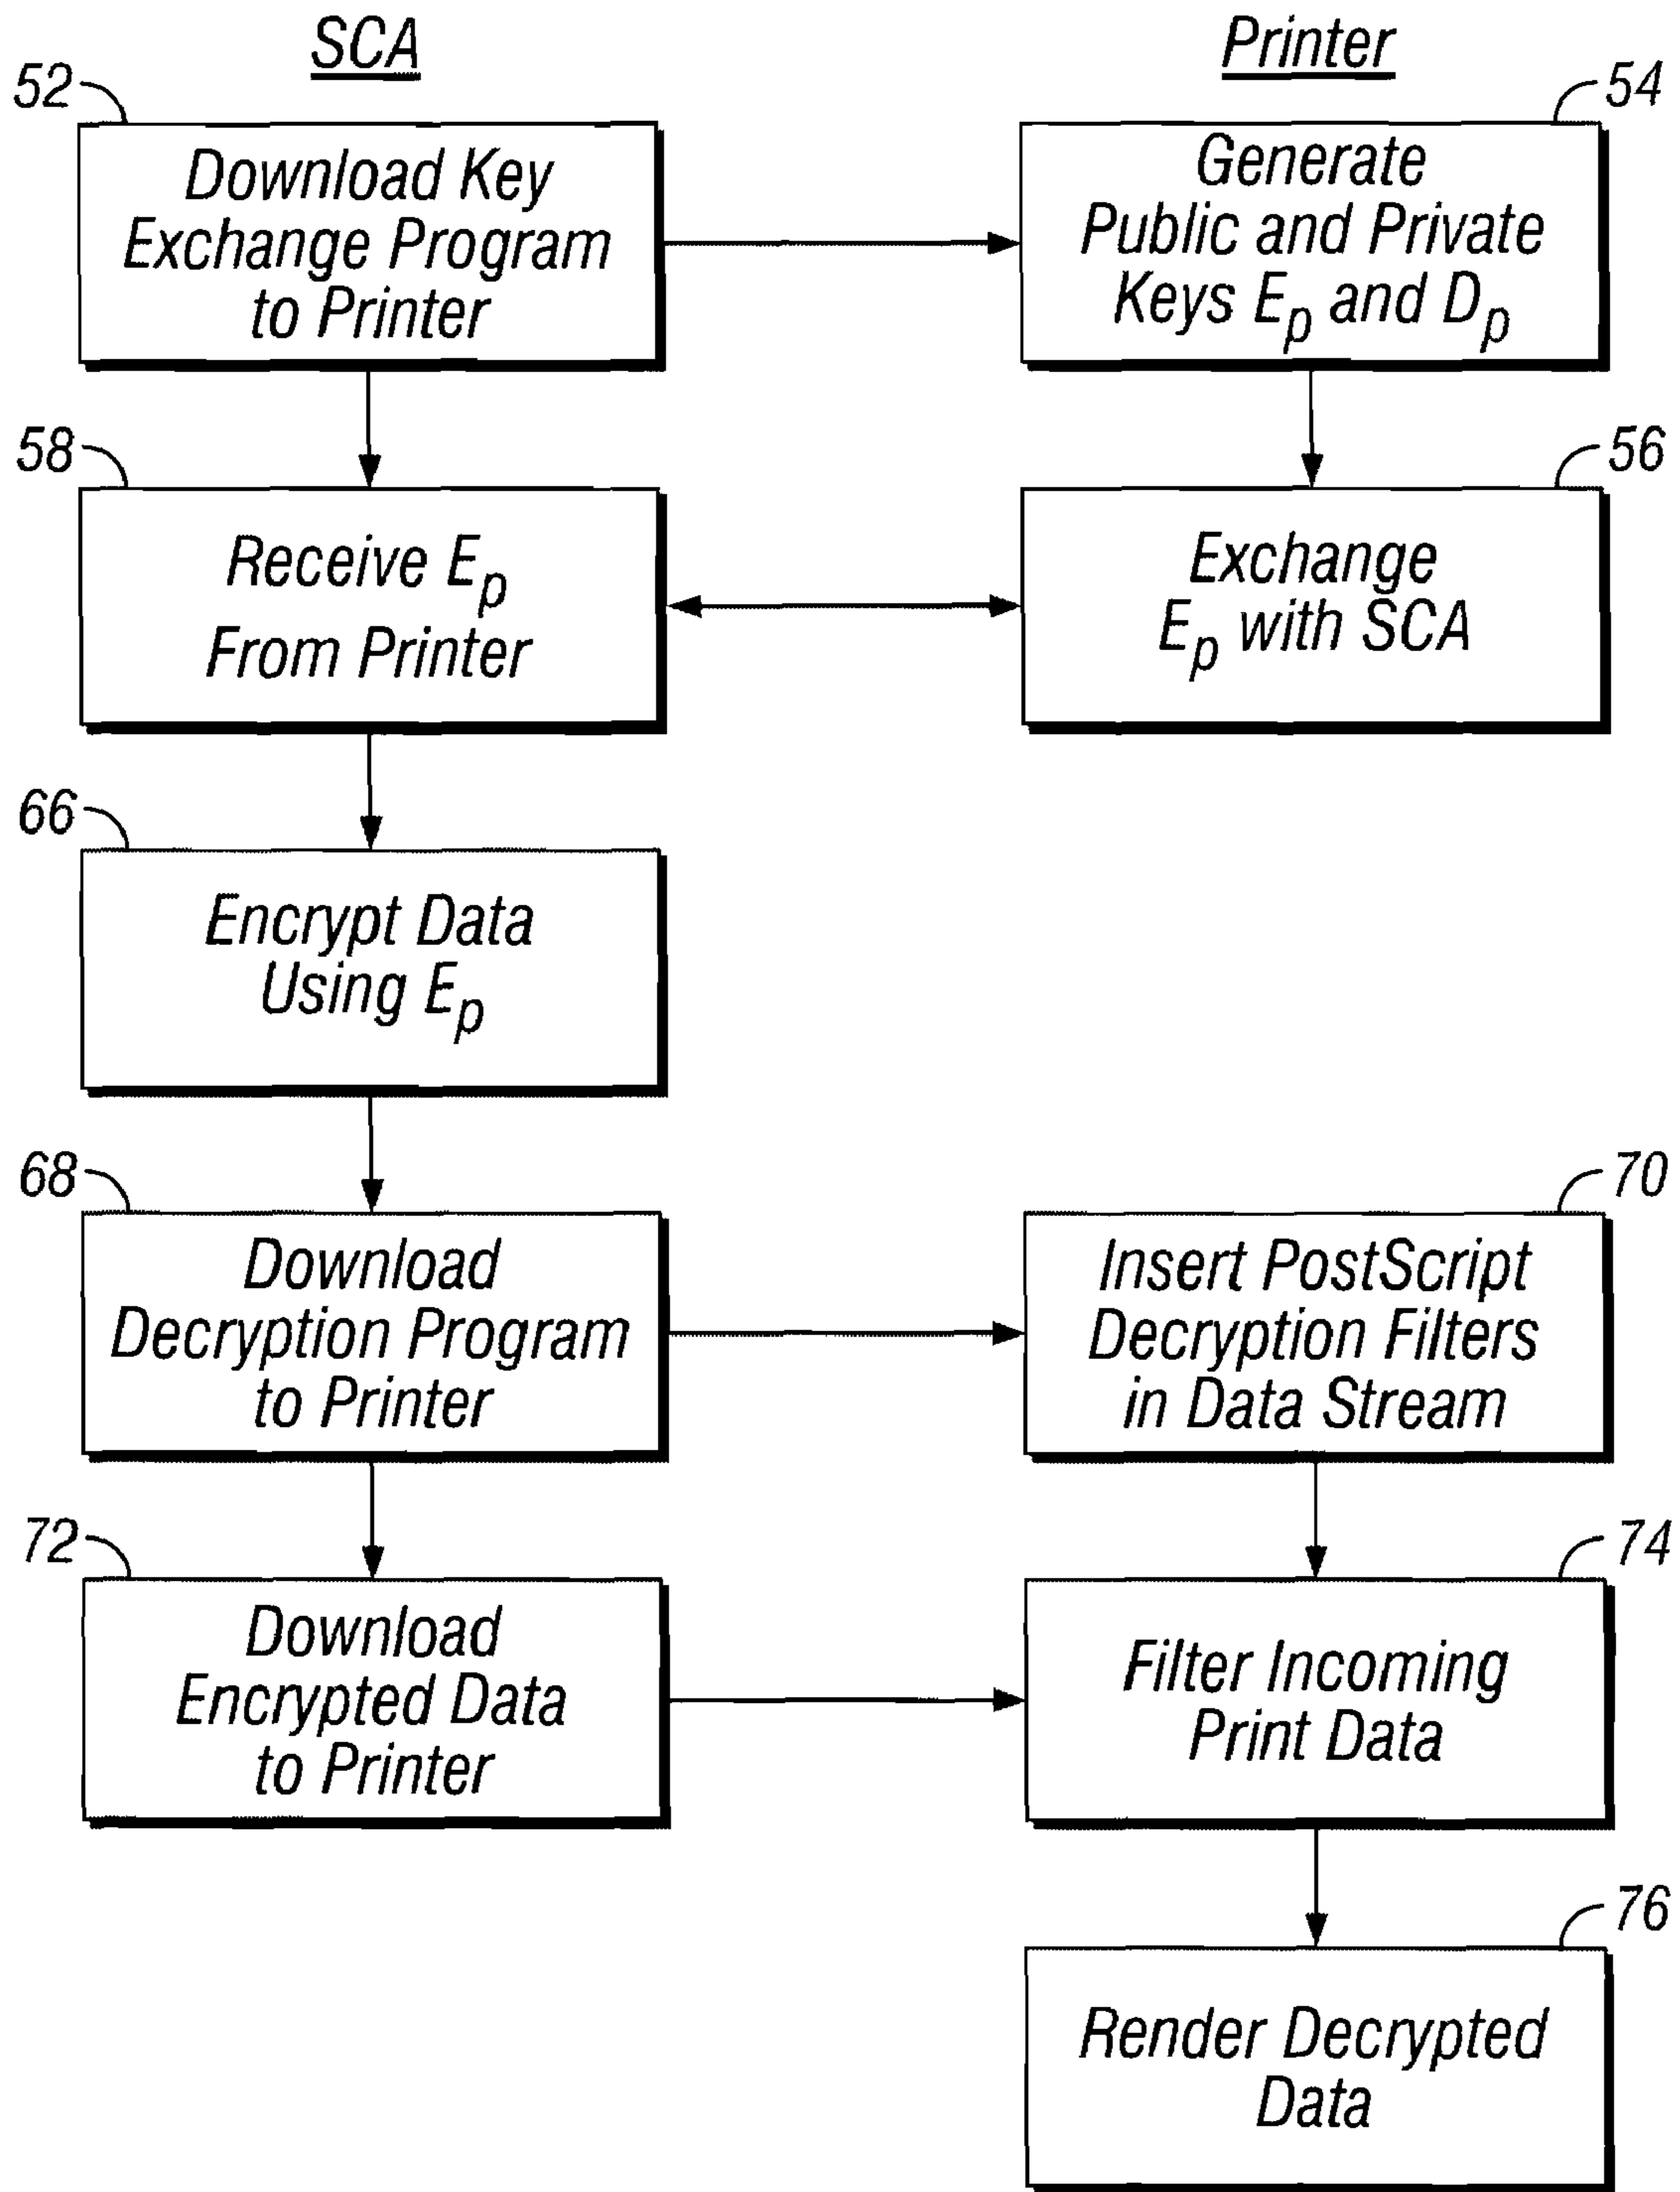 SCA
Printer
52
Download Key
Exchange Program
to Printer
54
Generate
Public and Private
Keys Ep and Dp
58
Receive Ep
From Printer
56
Exchange
Ep with SCA
66
Encrypt Data
Using Ep
68
Download
Decryption Program
to Printer
70
Insert PostScript
Decryption Filters
in Data Stream
72
Download
Encrypted Data
to Printer
74
Filter Incoming
Print Data
76
Render Decrypted
Data